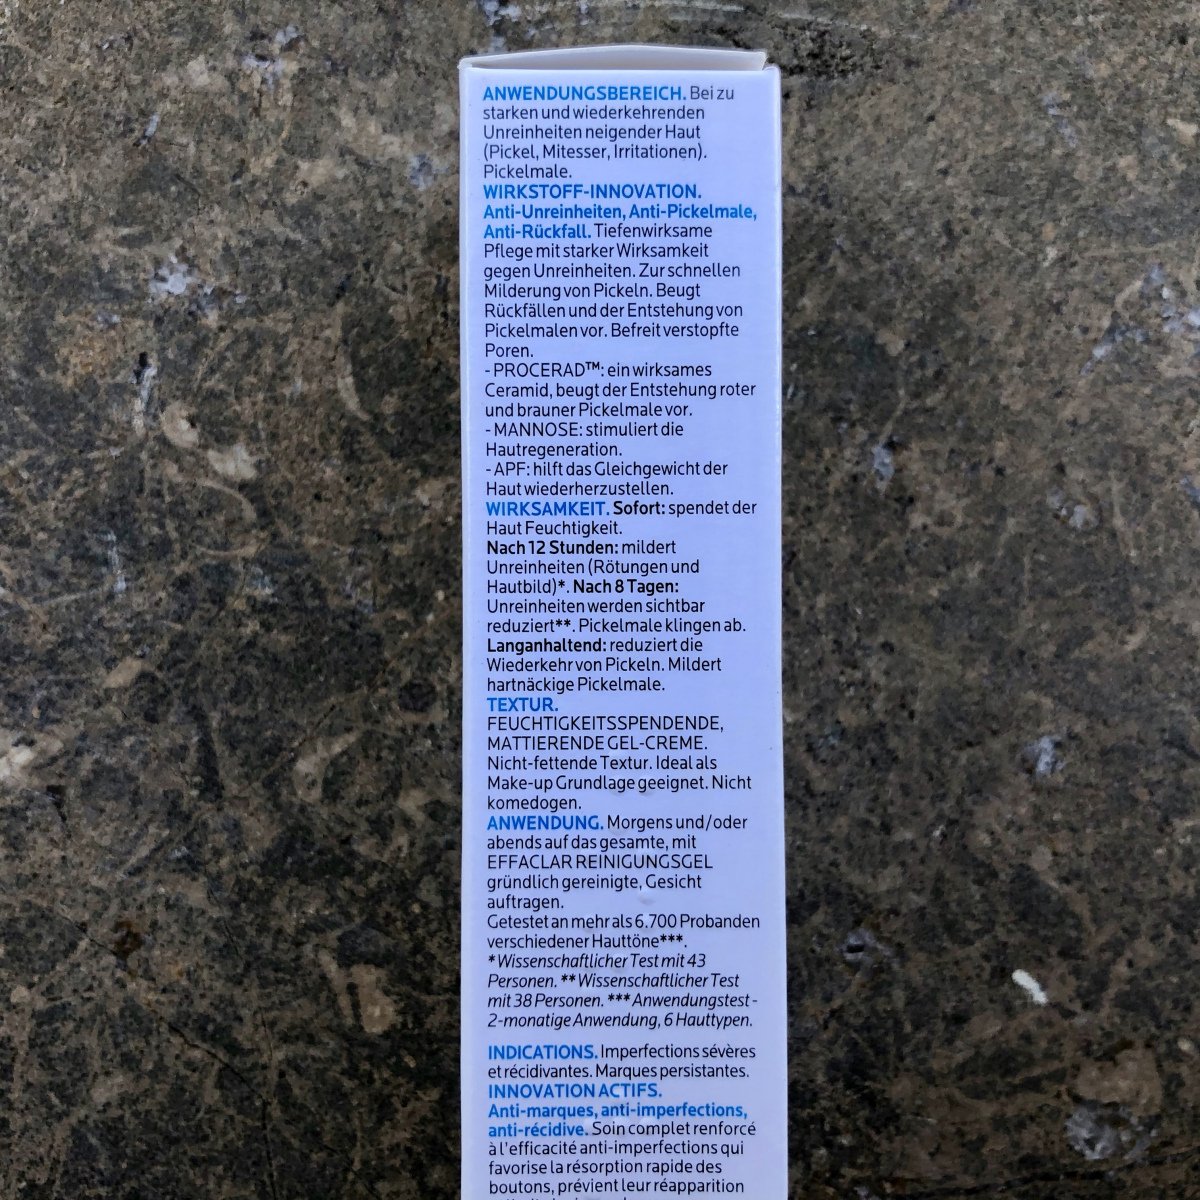 ANWENDUNGSBEREICH. Bei zu
starken und wiederkehrenden
Unreinheiten neigender Haut
(Pickel, Mitesser, Irritationen).
Pickelmale.
WIRKSTOFF-INNOVATION.
Anti-Unreinheiten, Anti-Pickelmale,
Anti-Rückfall. Tiefenwirksame
Pflege mit starker Wirksamkeit
gegen Unreinheiten. Zur schnellen
Milderung von Pickeln. Beugt
Rückfällen und der Entstehung von
Pickelmalen vor. Befreit verstopfte
Poren.
- PROCERAD™: ein wirksames
Ceramid, beugt der Entstehung roter
und brauner Pickelmale vor.
- MANNOSE: stimuliert die
Hautregeneration.
- APF: hilft das Gleichgewicht der
Haut wiederherzustellen.
WIRKSAMKEIT. Sofort: spendet der
Haut Feuchtigkeit.
Nach 12 Stunden: mildert
Unreinheiten (Rötungen und
Hautbild)*. Nach 8 Tagen:
Unreinheiten werden sichtbar
reduziert**. Pickelmale klingen ab.
Langanhaltend: reduziert die
Wiederkehr von Pickeln. Mildert
hartnäckige Pickelmale.
TEXTUR.
FEUCHTIGKEITSSPENDENDE,
MATTIERENDE GEL-CREME.
Nicht-fettende Textur. Ideal als
Make-up Grundlage geeignet. Nicht
komedogen.
ANWENDUNG. Morgens und/oder
abends auf das gesamte, mit
EFFACLAR REINIGUNGSGEL
gründlich gereinigte, Gesicht
auftragen.
Getestet an mehr als 6.700 Probanden
verschiedener Hauttöne***.
* Wissenschaftlicher Test mit 43
Personen. ** Wissenschaftlicher Test
mit 38 Personen. *** Anwendungstest -
2-monatige Anwendung, 6 Hauttypen.
INDICATIONS. Imperfections sévères
et récidivantes. Marques persistantes.
INNOVATION ACTIFS.
Anti-marques, anti-imperfections,
anti-récidive. Soin complet renforcé
à l'efficacité anti-imperfections qui
favorise la résorption rapide des
boutons, prévient leur réapparition